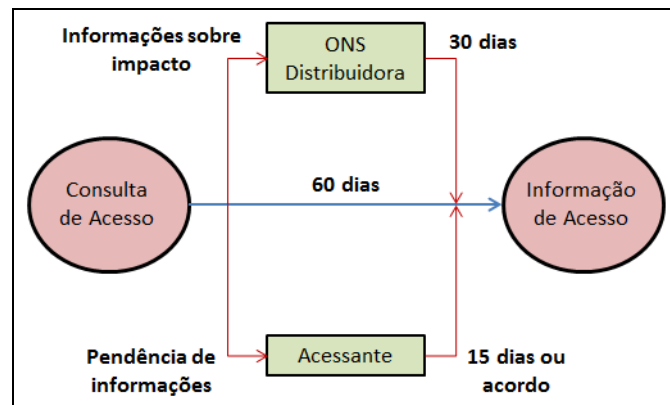 Informações sobre
impacto
ONS
Distribuidora
30 dias
Consulta
de Acesso
60 dias
Informação
de Acesso
Pendência de
informações
Acessante
15 dias ou
acordo